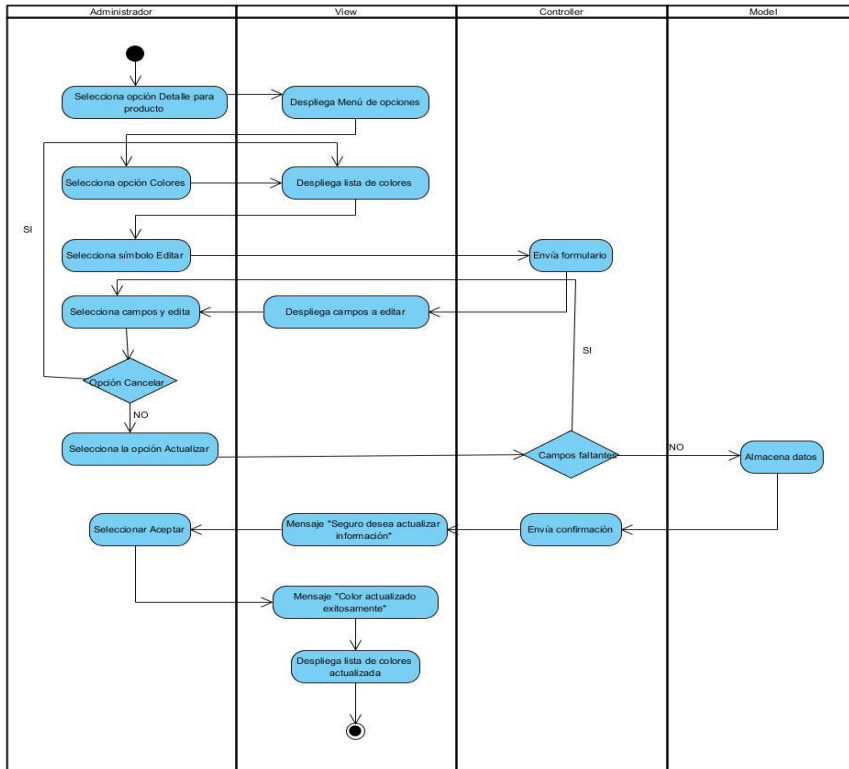 Administrador
View
Controller
Model
Selecciona opción Detalle para
producto
Despliega Menú de opciones
Selecciona opción Colores
Despliega lista de colores
SI
Selecciona símbolo Editar
Envía formulario
Selecciona campos y edita
Despliega campos a editar
SI
Opción Cancelar
NO
Selecciona la opción Actualizar
Campos faltantes
NO
Almacena datos
Seleccionar Aceptar
Mensaje "Seguro desea actualizar
información"
Envía confirmación
Mensaje "Color actualizado
exitosamente"
Despliega lista de colores
actualizada